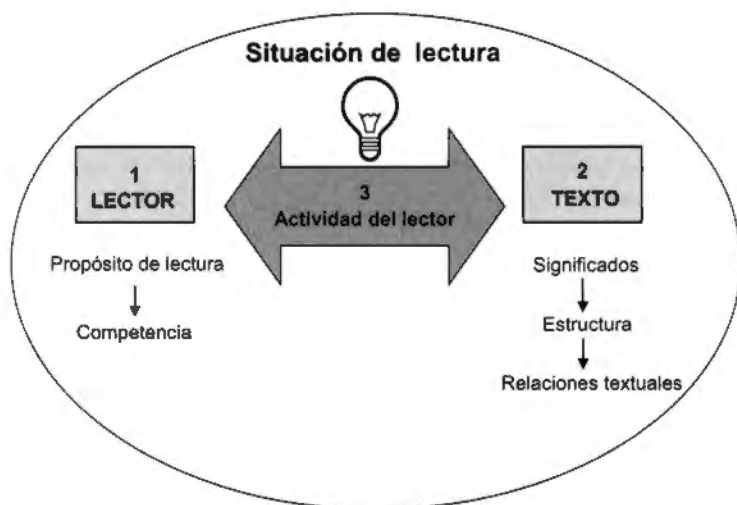 Situación de lectura
1
LECTOR
3
Actividad del lector
2
TEXTO
Propósito de lectura
Competencia
Significados
Estructura
Relaciones textuales